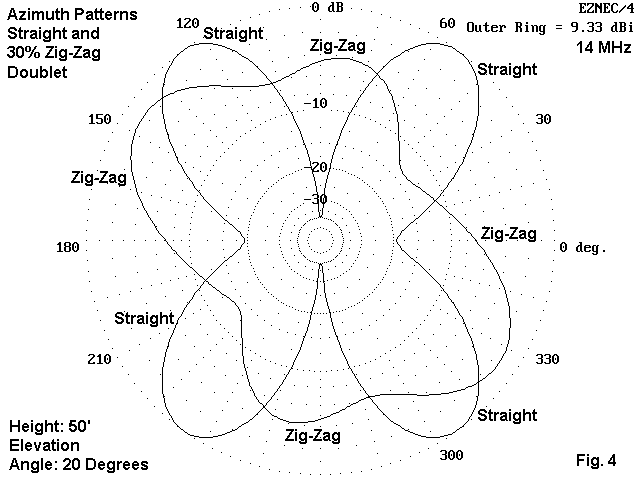 Azimuth Patterns
Straight and
30% Zig-Zag
Doublet
0 dB
EZNEC/4
Outer Ring = 9.33 dBi
14 MHz
120
60
Straight
Zig-Zag
Straight
-10
150
30
-20
Zig-Zag
-30
Zig-Zag
180
0 deg.
Straight
210
330
Straight
Zig-Zag
Height: 50'
Elevation
Angle: 20 Degrees
300
Fig. 4